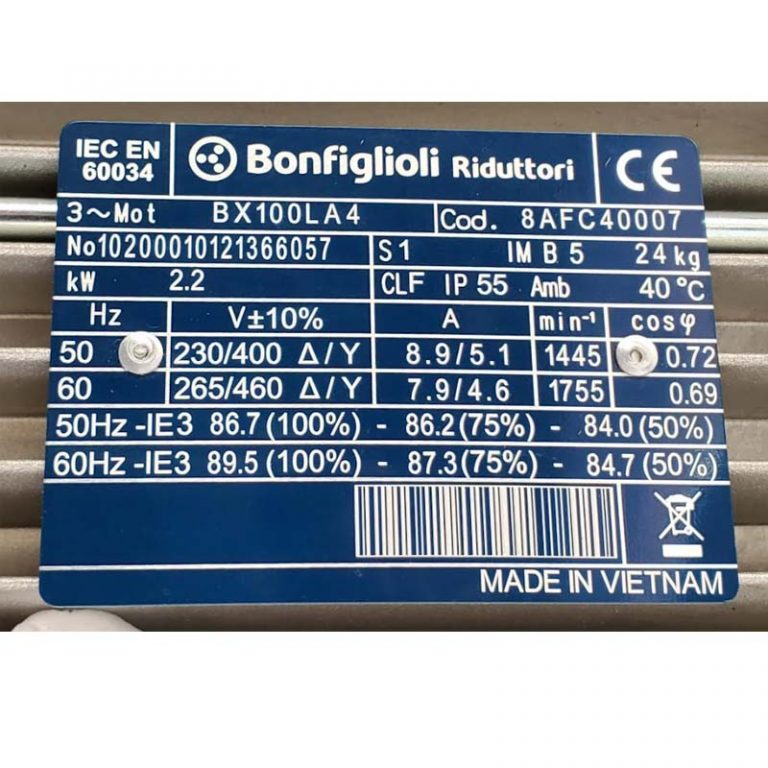 IEC EN
60034
Bonfiglioli Riduttori
CE
3~Mot BX100LA4 Cod. 8AFC40007
No10200010121366057 S1 IM B 5 24 kg
kW 2.2 CLF IP 55 Amb 40 °C
Hz V±10% A min⁻¹ cosφ
50 230/400 Δ/Y 8.9/5.1 1445 0.72
60 265/460 Δ/Y 7.9/4.6 1755 0.69
50Hz -IE3 86.7(100%) - 86.2(75%) - 84.0(50%)
60Hz -IE3 89.5(100%) - 87.3(75%) - 84.7(50%)
MADE IN VIETNAM